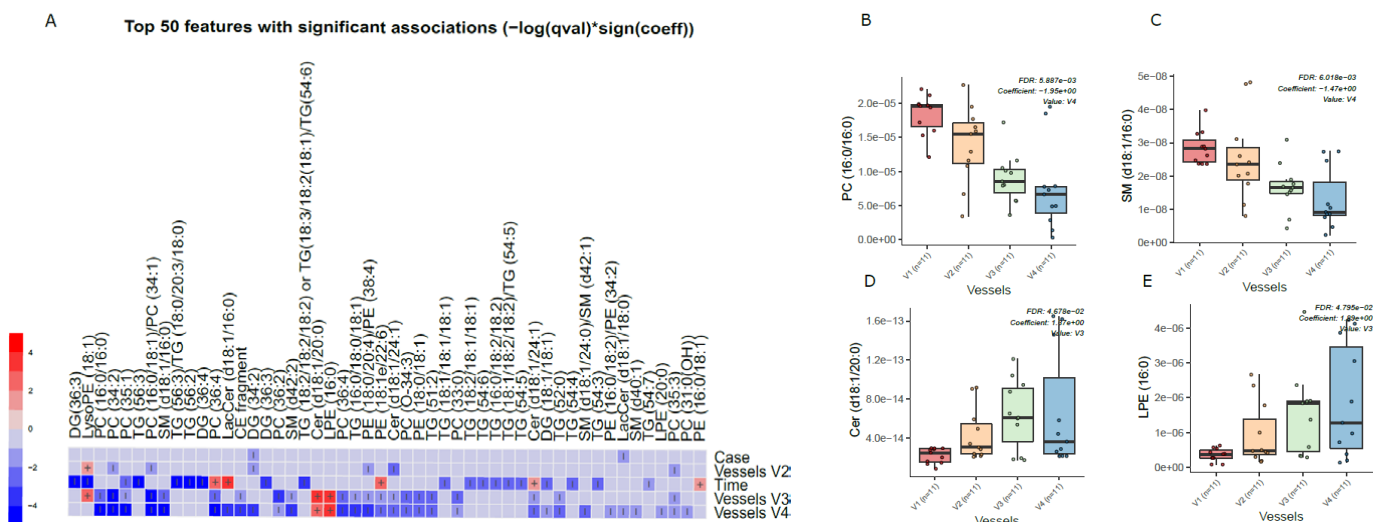 A
Top 50 features with significant associations (−log(qval)*sign(coeff))
DG(36:3)
LysoPE (18:1)
PC (16:0/16:0)
PC (34:2)
PC (35:1)
TG (56:3)
PC (16:0/18:1)/PC (34:1)
SM (d18:1/16:0)
TG (56:3)/TG (18:0/20:3/18:0)
TG (56:2)
DG (36:4)
PC (36:4)
LacCer (d18:1/16:0)
CE fragment
DE (34:2)
DG (36:3)
PC (36:2)
SM (d42:2)
TG (18:2/18:2/18:2) or TG(18:3/18:2(18:1)/TG(54:6)
Cer (d18:1/20:0)
LPE (16:0)
PC (36:4)
TG (16:0/18:0/18:1)
PE (18:0/20:4)/PE (38:4)
PE (18:1e/22:6)
Cer (d18:1/24:1)
PC (O-34:3)
PE (18:0/18:1)
TG (51:2)
TG (18:1/18:1/18:1)
PC (33:0)
TG (18:2/18:1/18:1)
TG (54:6)
TG (16:0/18:2/18:2)
TG (18:1/18:2/18:2)/TG (54:5)
TG (54:5)
Cer (d18:1/24:1)
DG (18:1/18:1)
TG (52:0)
TG (54:4)
SM (d18:1/24:0)/SM (d42:1)
TG (54:3)
PE (16:0/18:2)/PE (34:2)
LacCer (d18:1/18:0)
SM (d40:1)
TG (54:7)
LPE (20:0)
PC (35:3)
PC (31:0(OH))
PE (16:0/18:1)
Case
Vessels V2
Time
Vessels V3
Vessels V4
4
2
0
−2
−4
B
FDR: 5.887e−03
Coefficient: −1.95e+00
Value: V4
PC (16:0/16:0)
2.0e−05
1.5e−05
1.0e−05
5.0e−06
0.0e+00
V1 (n=11)
V2 (n=11)
V3 (n=11)
V4 (n=11)
Vessels
C
FDR: 6.018e−03
Coefficient: −1.47e+00
Value: V4
SM (d18:1/16:0)
5e−08
4e−08
3e−08
2e−08
1e−08
0e+00
V1 (n=11)
V2 (n=11)
V3 (n=11)
V4 (n=11)
Vessels
D
FDR: 4.678e−02
Value: V3
Cer (d18:1/20:0)
1.6e−13
1.2e−13
8.0e−14
4.0e−14
V1 (n=11)
V2 (n=11)
V3 (n=11)
V4 (n=11)
Vessels
E
FDR: 4.795e−02
Value: V3
LPE (16:0)
4e−06
3e−06
2e−06
1e−06
0e+00
V1 (n=11)
V2 (n=11)
V3 (n=11)
V4 (n=11)
Vessels